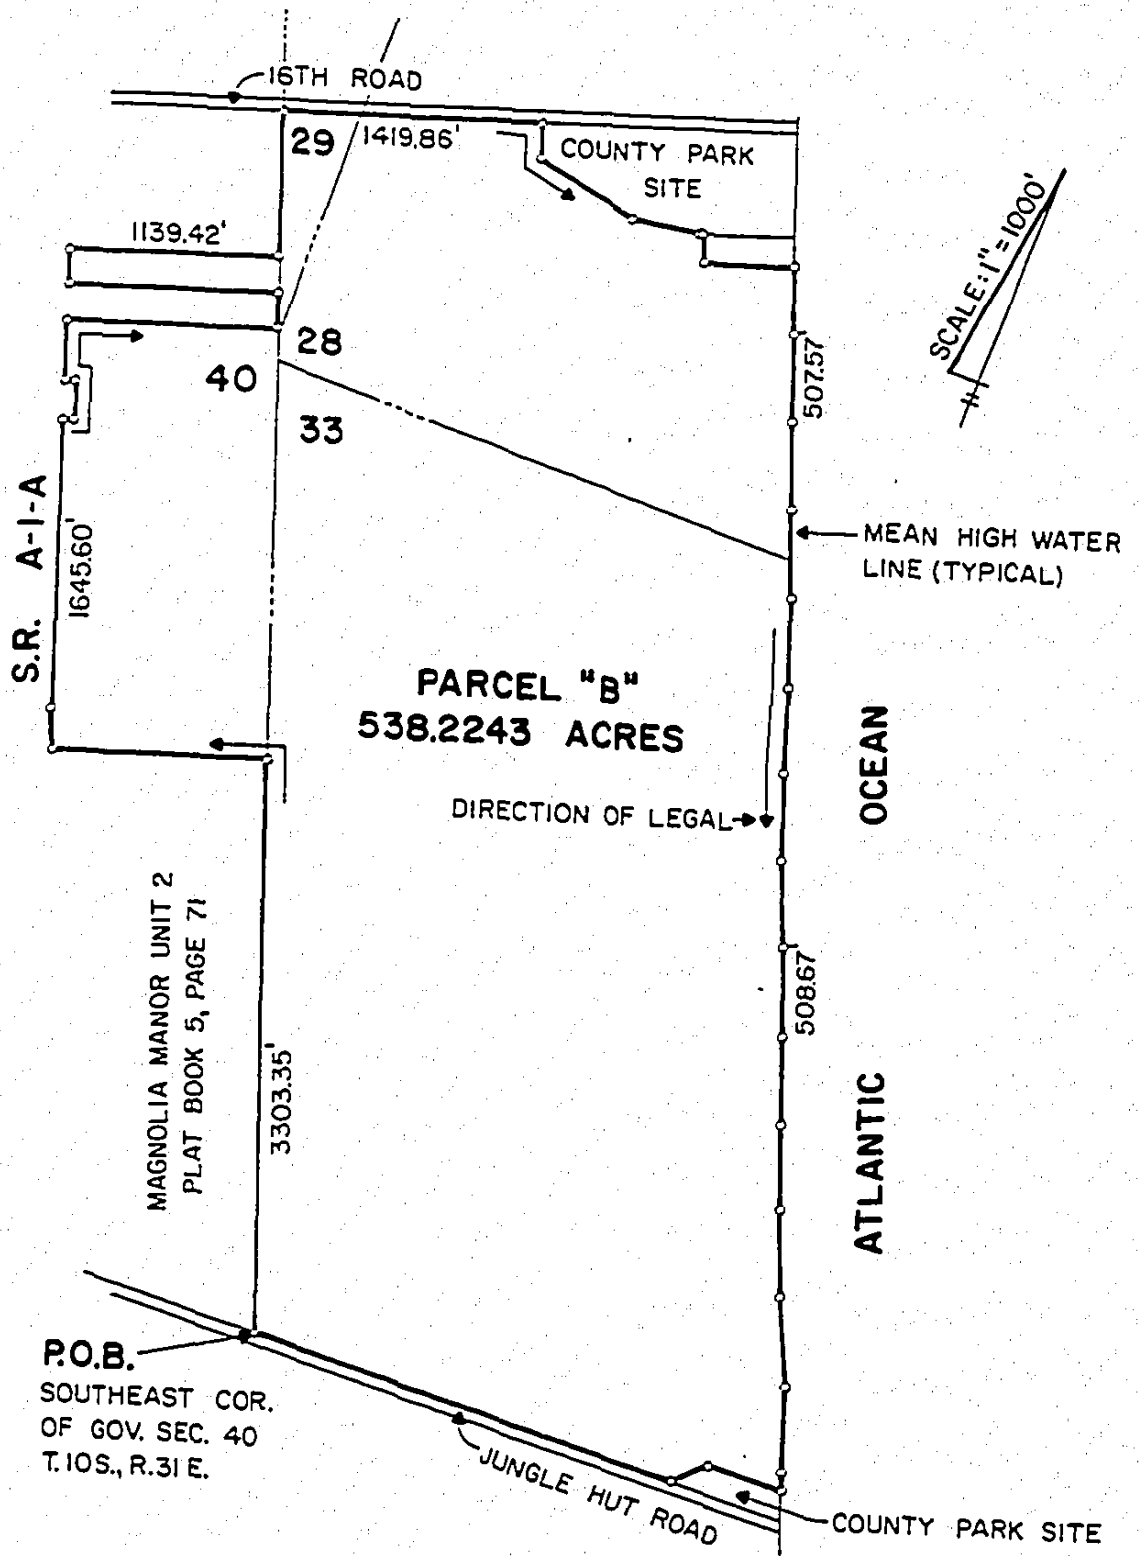 16TH ROAD
29
1419.86'
COUNTY PARK
SITE
1139.42'
SCALE: 1" = 1000'
28
40
33
507.57'
S.R. A-1-A
1645.60'
MEAN HIGH WATER
LINE (TYPICAL)
PARCEL "B"
538.2243 ACRES
DIRECTION OF LEGAL
ATLANTIC OCEAN
MAGNOLIA MANOR UNIT 2
PLAT BOOK 5, PAGE 71
508.67'
3303.35'
P.O.B.
SOUTHEAST COR.
OF GOV. SEC. 40
T.10S., R.31E.
JUNGLE HUT ROAD
COUNTY PARK SITE